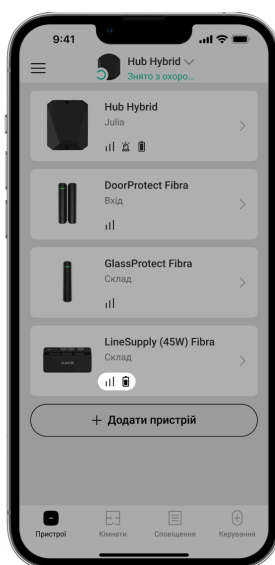 9:41
Hub Hybrid
Знято з охоро...
Hub Hybrid
Julia
DoorProtect Fibra
Вхід
GlassProtect Fibra
Склад
LineSupply (45W) Fibra
Склад
AJAX
+ Додати пристрій
Пристрої Кімнати Сповіщення Керування